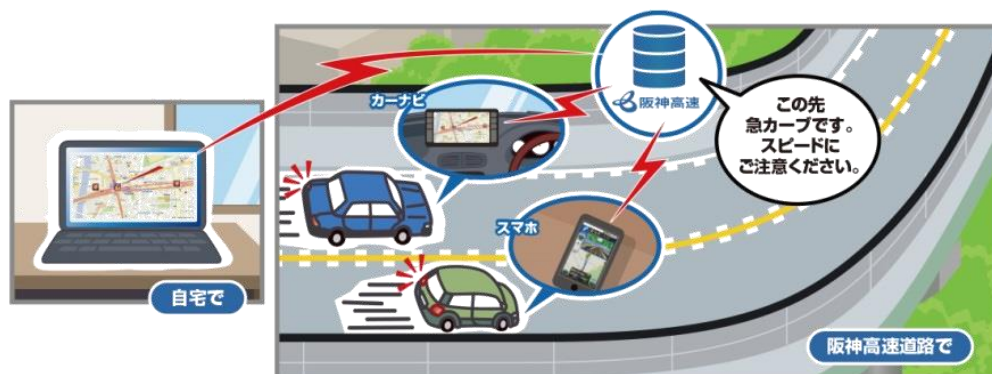 カーナビ
阪神高速
この先
急カーブです。
スピードに
ご注意ください。
スマホ
自宅で
阪神高速道路で